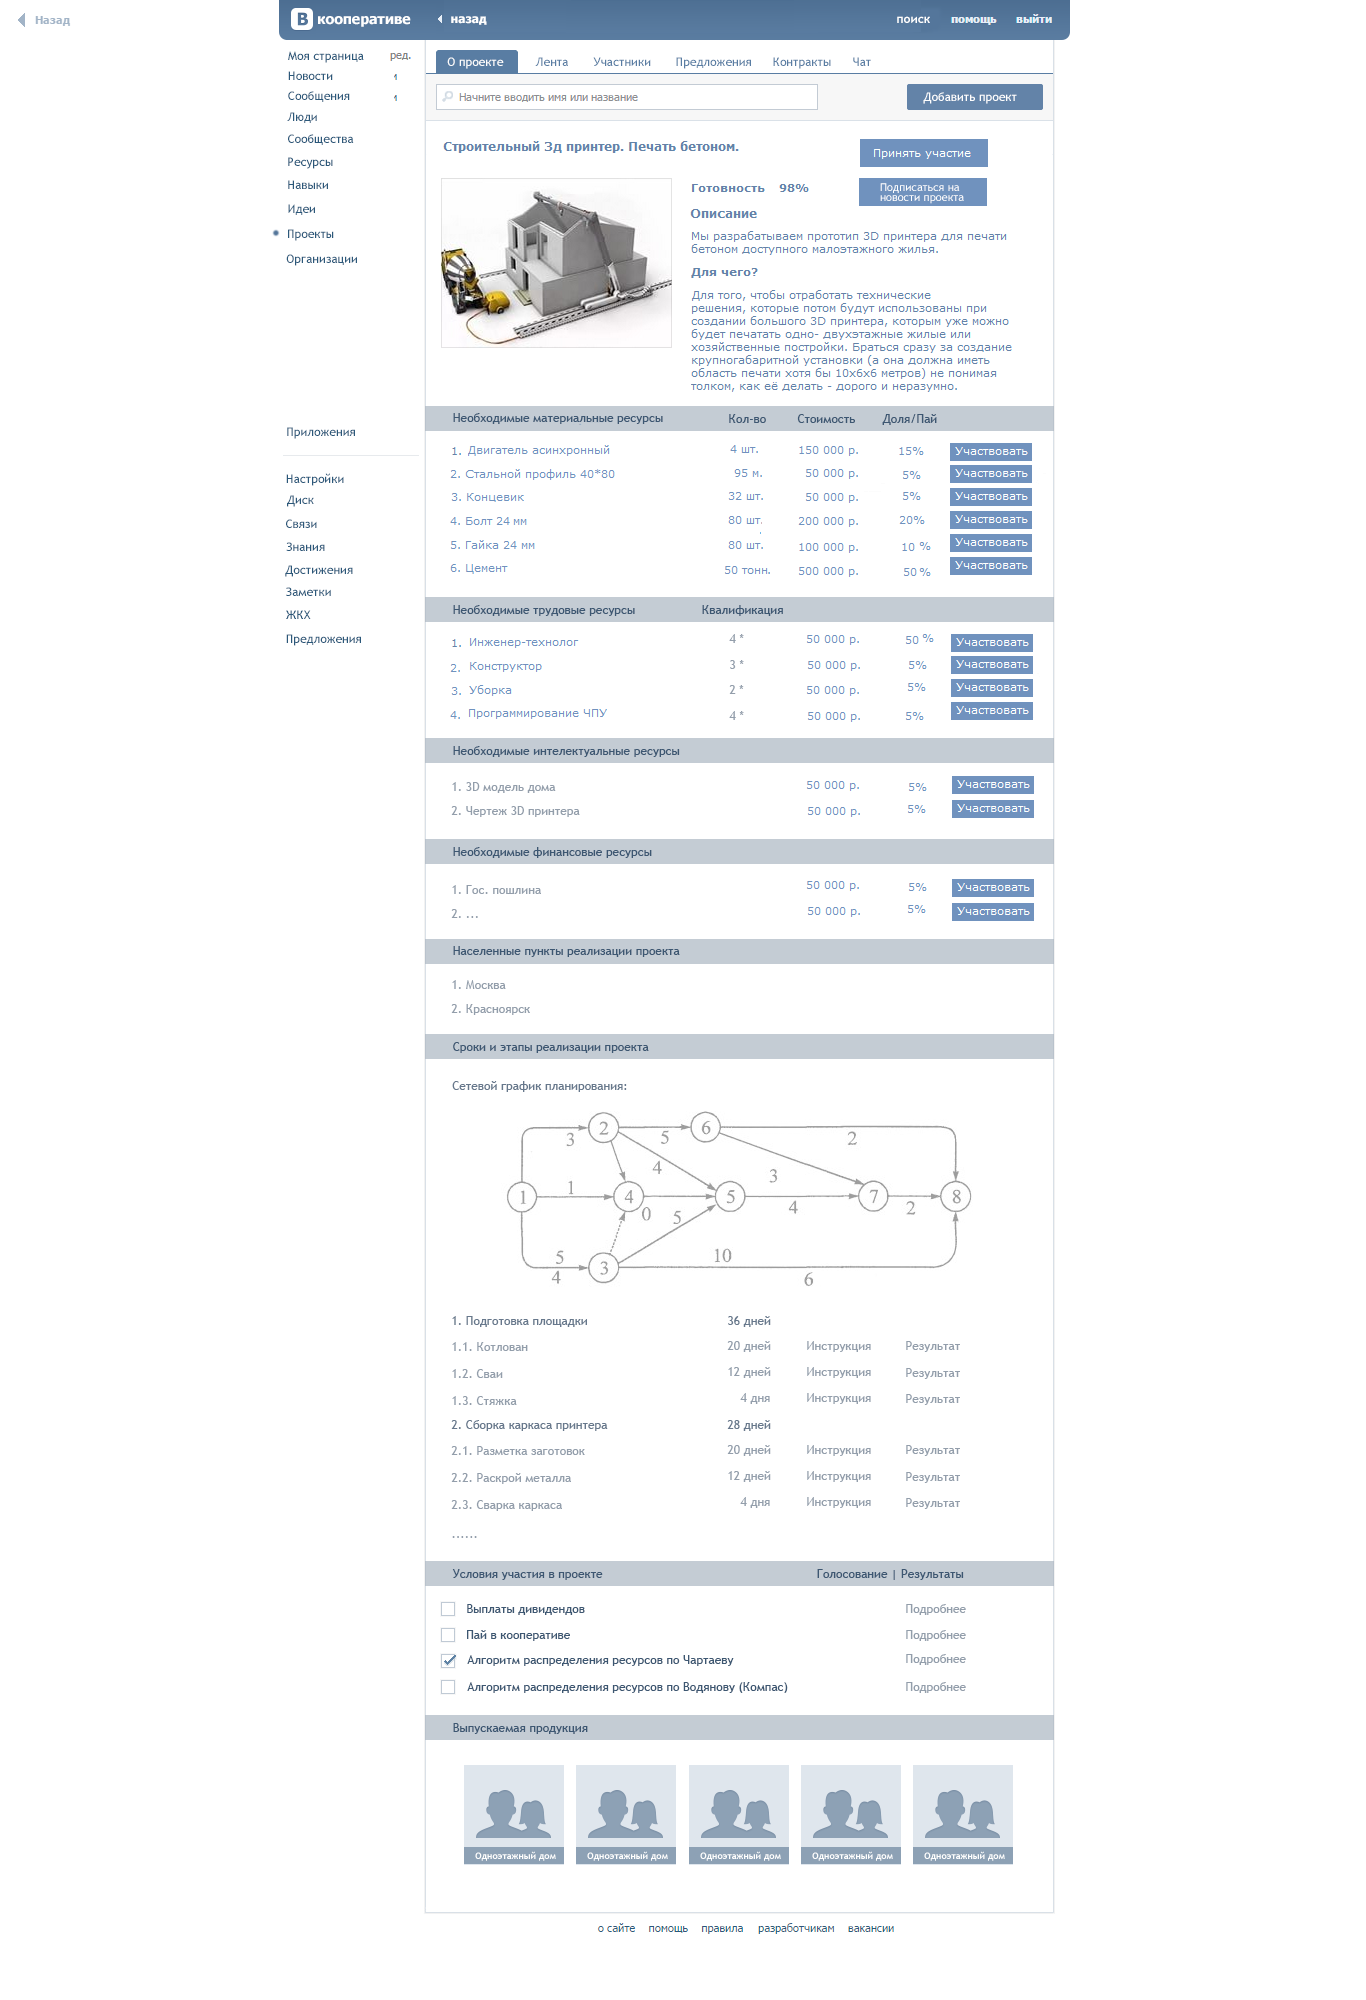 Назад
В кооперативе
назад
поиск помощь выйти
Моя страница ред.
Новости 1
Сообщения 1
Люди
Сообщества
Ресурсы
Навыки
Идеи
Проекты
Организации
Приложения
Настройки
Диск
Связи
Знания
Достижения
Заметки
ЖКХ
Предложения
О проекте Лента Участники Предложения Контракты Чат
Начните вводить имя или название
Добавить проект
Строительный 3д принтер. Печать бетоном.
Принять участие
Готовность 98%
Подписаться на
новости проекта
Описание
Мы разрабатываем прототип 3D принтера для печати
бетоном доступного малоэтажного жилья.
Для чего?
Для того, чтобы отработать технические
решения, которые потом будут использованы при
создании большого 3D принтера, которым уже можно
будет печатать одно- двухэтажные жилые или
хозяйственные постройки. Браться сразу за создание
крупногабаритной установки (а она должна иметь
область печати хотя бы 10х6х6 метров) не понимая
толком, как её делать - дорого и неразумно.
Необходимые материальные ресурсы Кол-во Стоимость Доля/Пай
1. Двигатель асинхронный 4 шт. 150 000 р. 15% Участвовать
2. Стальной профиль 40*80 95 м. 50 000 р. 5% Участвовать
3. Концевик 32 шт. 50 000 р. 5% Участвовать
4. Болт 24 мм 80 шт. 200 000 р. 20% Участвовать
5. Гайка 24 мм 80 шт. 100 000 р. 10 % Участвовать
6. Цемент 50 тонн. 500 000 р. 50 % Участвовать
Необходимые трудовые ресурсы Квалификация
1. Инженер-технолог 4 * 50 000 р. 50 % Участвовать
2. Конструктор 3 * 50 000 р. 5% Участвовать
3. Уборка 2 * 50 000 р. 5% Участвовать
4. Программирование ЧПУ 4 * 50 000 р. 5% Участвовать
Необходимые интелектуальные ресурсы
1. 3D модель дома 50 000 р. 5% Участвовать
2. Чертеж 3D принтера 50 000 р. 5% Участвовать
Необходимые финансовые ресурсы
1. Гос. пошлина 50 000 р. 5% Участвовать
2. ... 50 000 р. 5% Участвовать
Населенные пункты реализации проекта
1. Москва
2. Красноярск
Сроки и этапы реализации проекта
Сетевой график планирования:
2 6
3 5 2
4 3
1 1 4 5 7 8
0 5 4 2
5 10
3
4 6
1. Подготовка площадки 36 дней
1.1. Котлован 20 дней Инструкция Результат
1.2. Сваи 12 дней Инструкция Результат
1.3. Стяжка 4 дня Инструкция Результат
2. Сборка каркаса принтера 28 дней
2.1. Разметка заготовок 20 дней Инструкция Результат
2.2. Раскрой металла 12 дней Инструкция Результат
2.3. Сварка каркаса 4 дня Инструкция Результат
......
Условия участия в проекте Голосование | Результаты
Выплаты дивидендов Подробнее
Пай в кооперативе Подробнее
Алгоритм распределения ресурсов по Чартаеву Подробнее
Алгоритм распределения ресурсов по Водянову (Компас) Подробнее
Выпускаемая продукция
Одноэтажный дом Одноэтажный дом Одноэтажный дом Одноэтажный дом Одноэтажный дом
о сайте помощь правила разработчикам вакансии